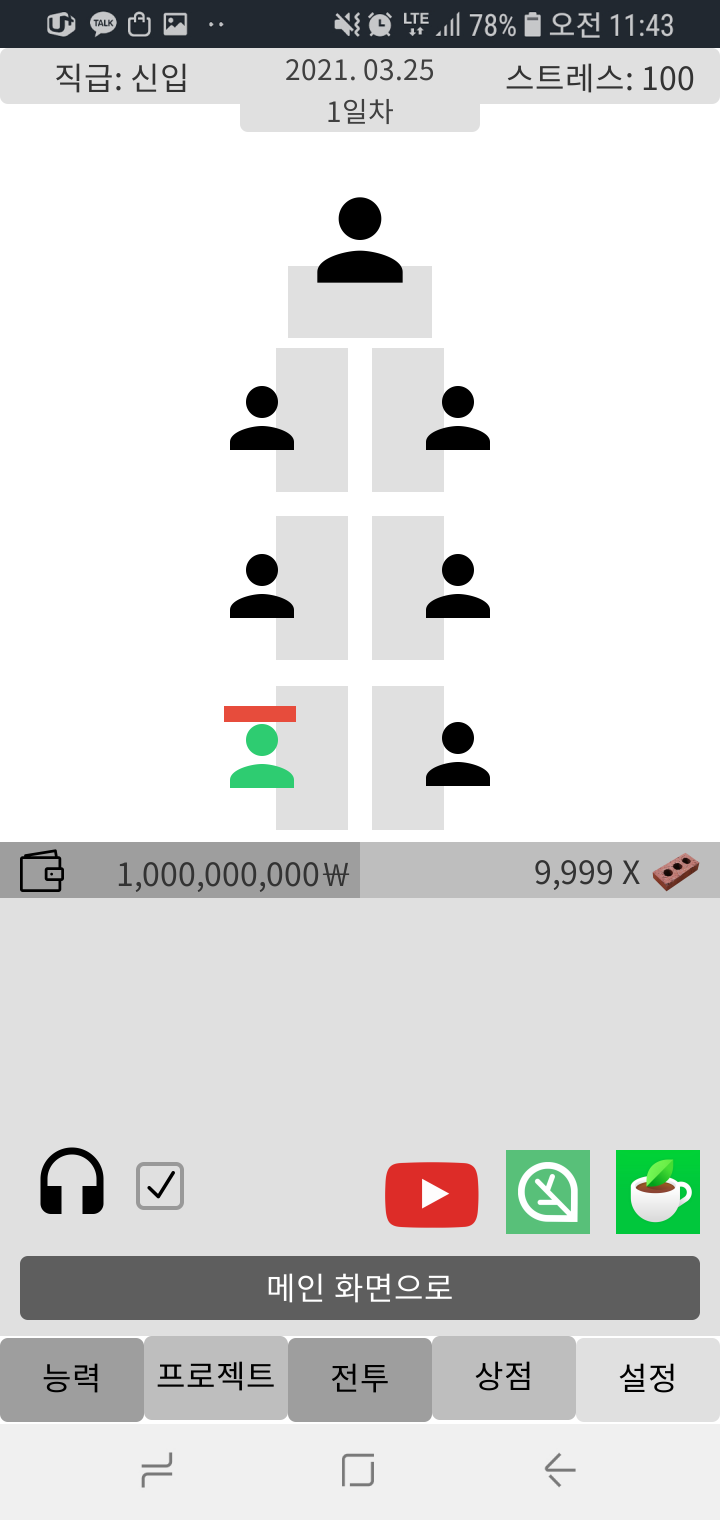 TALK LTE 78% 오전 11:43
직급: 신입
2021. 03.25
1일차
스트레스: 100
1,000,000,000₩
9,999 X
메인 화면으로
능력 프로젝트 전투 상점 설정